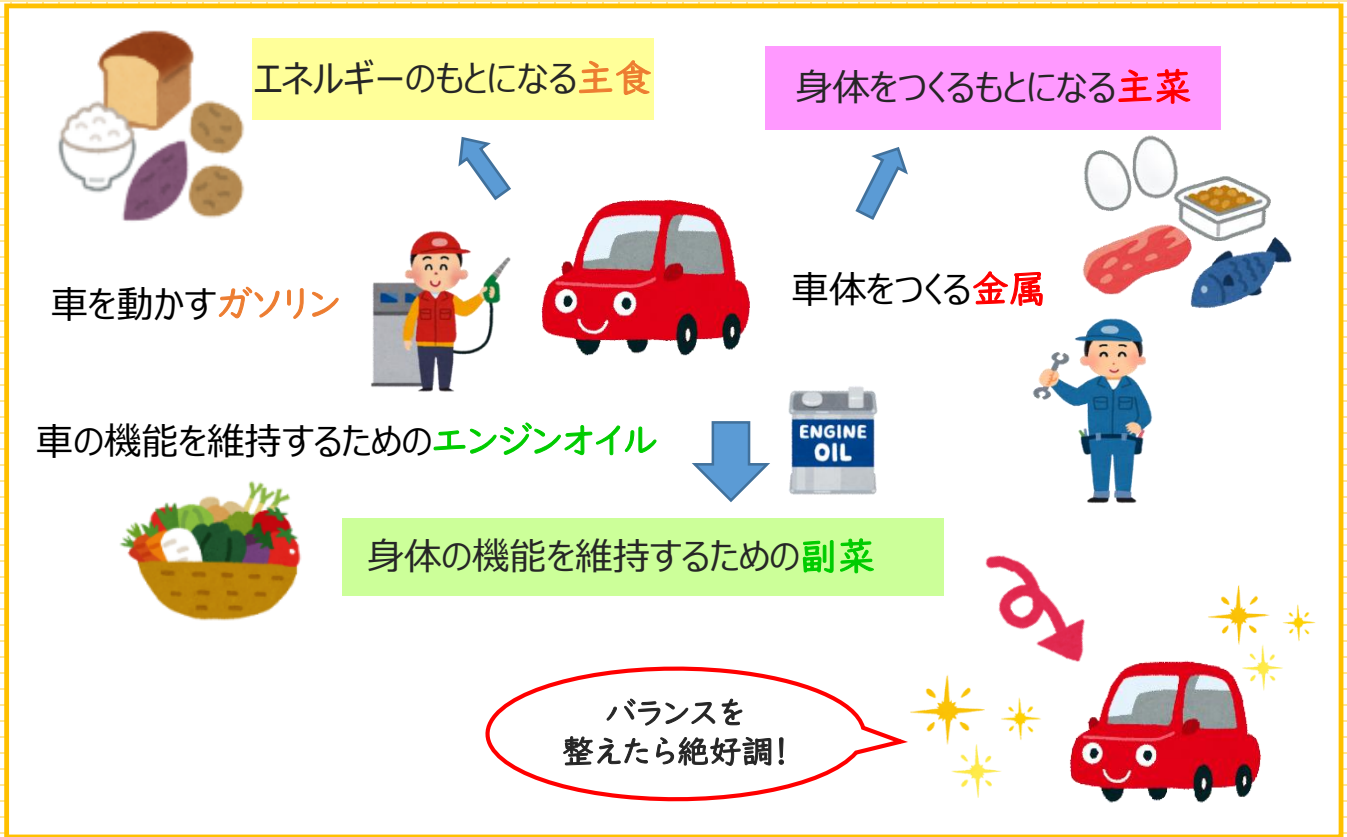 エネルギーのもとになる主食
身体をつくるもとになる主菜
車を動かすガソリン
車体をつくる金属
車の機能を維持するためのエンジンオイル
ENGINE
OIL
身体の機能を維持するための副菜
バランスを
整えたら絶好調!